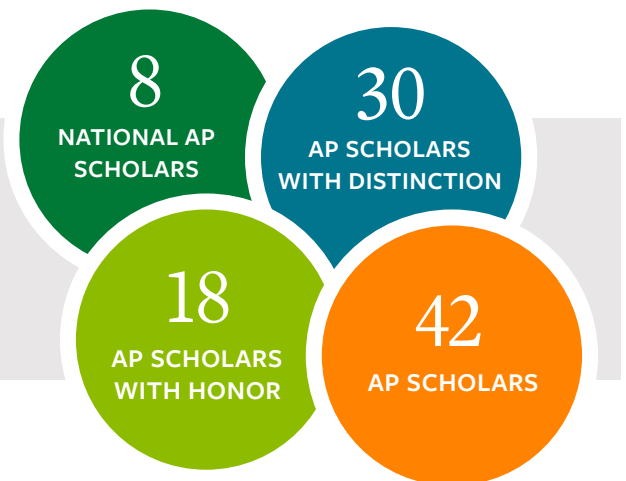 8
NATIONAL AP
SCHOLARS
30
AP SCHOLARS
WITH DISTINCTION
18
AP SCHOLARS
WITH HONOR
42
AP SCHOLARS